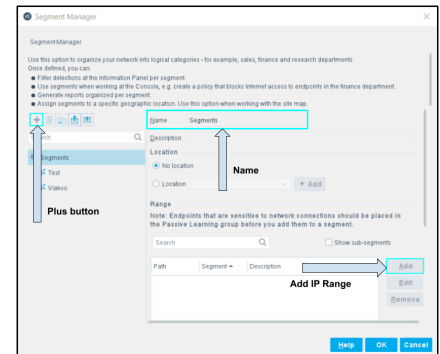 Segment Manager
Segment Manager
Use this option to organize your network into logical categories - for example, sales, finance and research departments.
Once defined, you can:
Filter detections at the Information Panel per segment.
Use segments when working at the Console, e.g. create a policy that blocks Internet access to endpoints in the finance department.
Generate reports organized per segment.
Assign segments to a specific geographic location. Use this option when working with the site map.
Name Segments
Search
Description
Location
Segments
No location
Name
Test
Location
+ Add
Viakoo
Range
Plus button
Note: Endpoints that are sensitive to network connections should be placed in
the Passive Learning group before you add them to a segment.
Search
Show sub-segments
Path Segment Description
Add
Add IP Range
Edit
Remove
Help OK Cancel